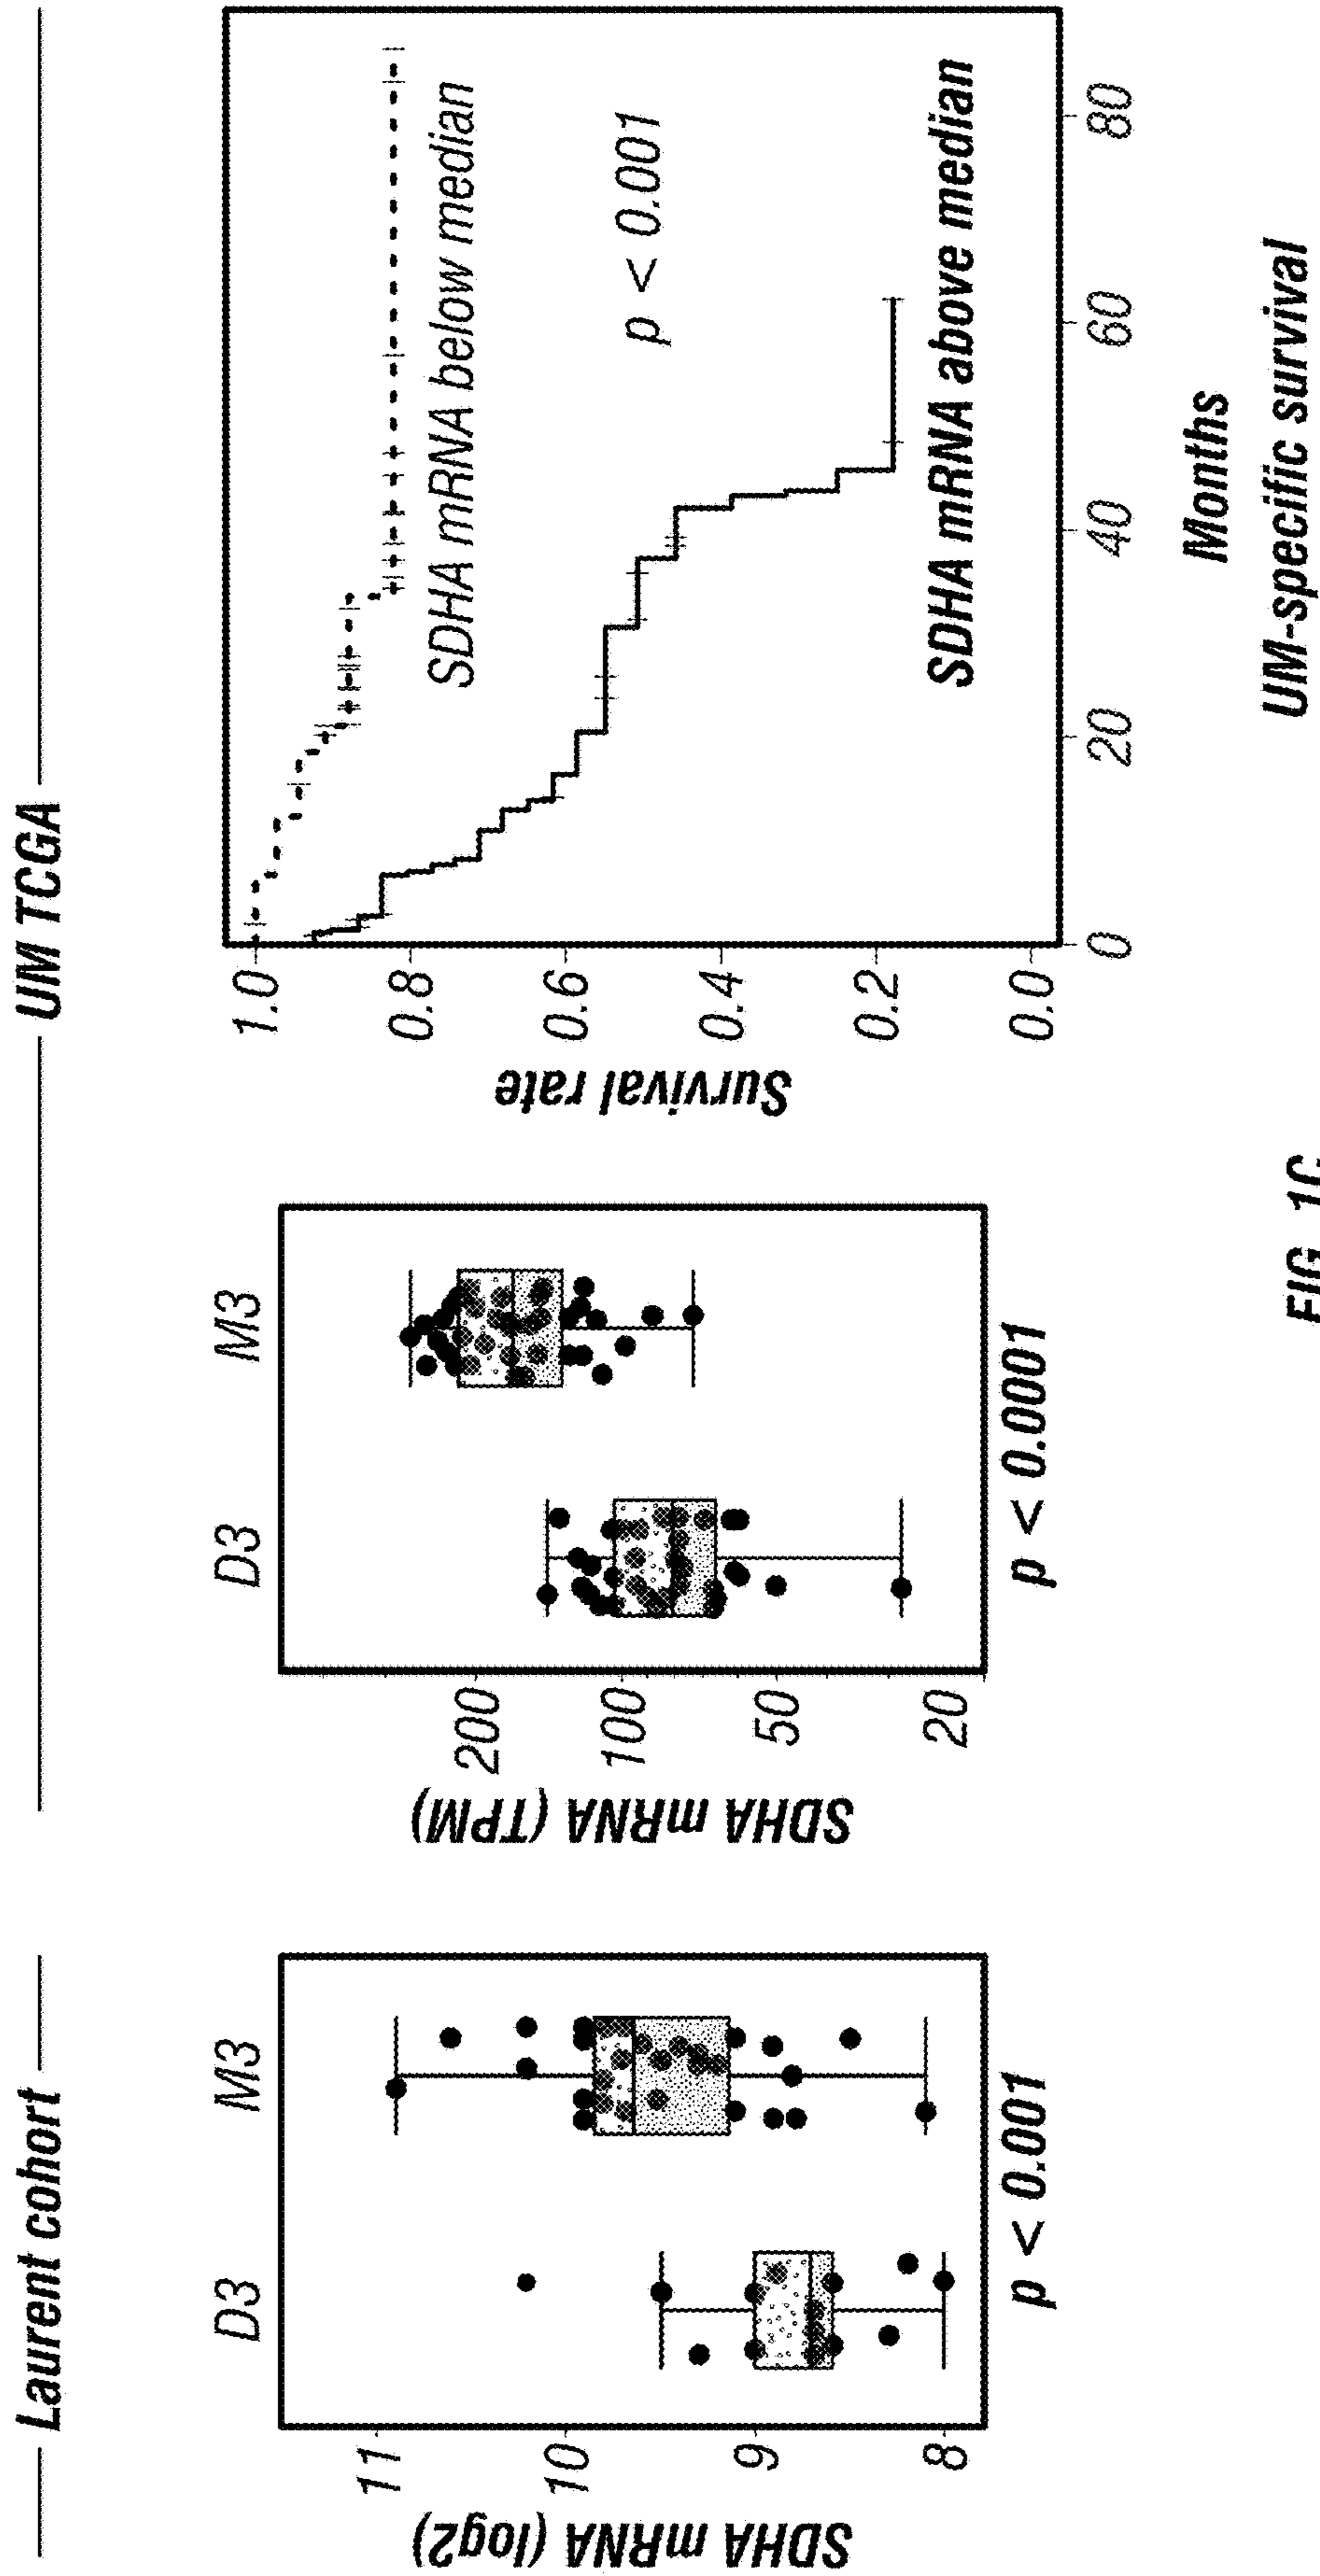 Laurent cohort
UM TCGA
D3 M3
SDHA mRNA (log2)
11
10
9
8
p < 0.001
D3 M3
SDHA mRNA (TPM)
200
100
50
20
p < 0.0001
Survival rate
1.0
0.8
0.6
0.4
0.2
0.0
SDHA mRNA below median
p < 0.001
SDHA mRNA above median
0 20 40 60 80
Months
UM-specific survival
FIG. 1C